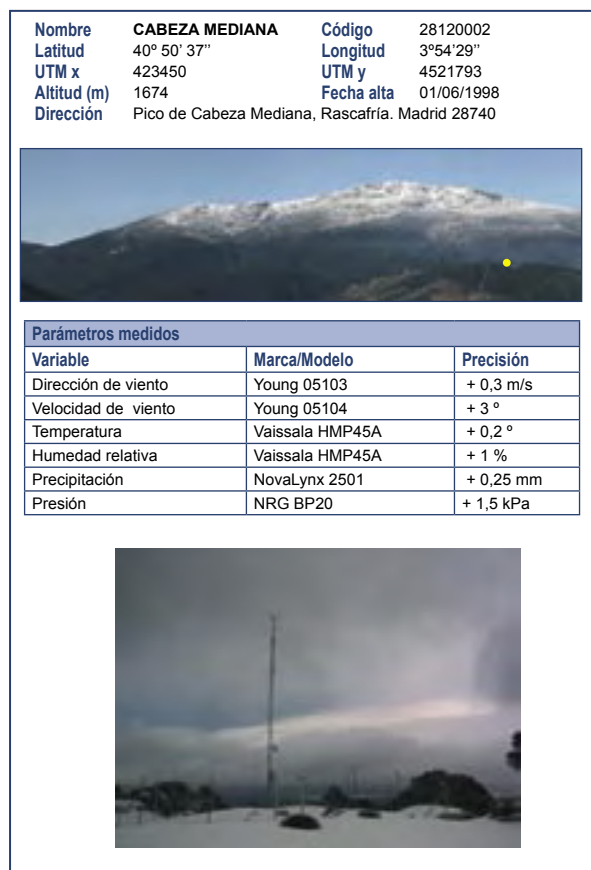 Nombre CABEZA MEDIANA Código 28120002
Latitud 40º 50’ 37’’ Longitud 3º54’29’’
UTM x 423450 UTM y 4521793
Altitud (m) 1674 Fecha alta 01/06/1998
Dirección Pico de Cabeza Mediana, Rascafría. Madrid 28740
Parámetros medidos
Variable Marca/Modelo Precisión
Dirección de viento Young 05103 + 0,3 m/s
Velocidad de viento Young 05104 + 3 º
Temperatura Vaissala HMP45A + 0,2 º
Humedad relativa Vaissala HMP45A + 1 %
Precipitación NovaLynx 2501 + 0,25 mm
Presión NRG BP20 + 1,5 kPa